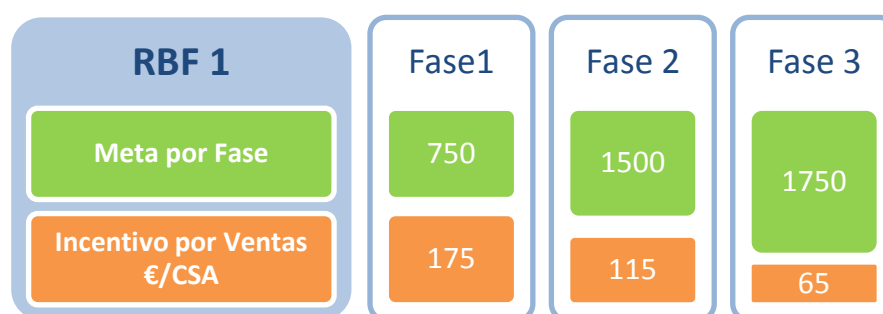 RBF 1
Meta por Fase
Incentivo por Ventas
€/CSA
Fase1
750
175
Fase 2
1500
115
Fase 3
1750
65